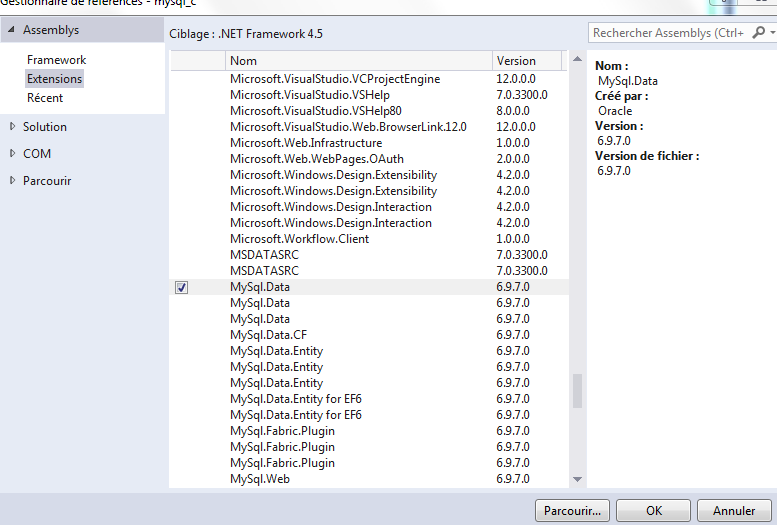 Gestionnaire de références - mysql_c
Assemblys
Framework
Extensions
Récent
Solution
COM
Parcourir
Ciblage : .NET Framework 4.5
Rechercher Assemblys (Ctrl+
Nom Version
Microsoft.VisualStudio.VCProjectEngine 12.0.0.0
Microsoft.VisualStudio.VSHelp 7.0.3300.0
Microsoft.VisualStudio.VSHelp80 8.0.0.0
Microsoft.VisualStudio.Web.BrowserLink.12.0 12.0.0.0
Microsoft.Web.Infrastructure 1.0.0.0
Microsoft.Web.WebPages.OAuth 2.0.0.0
Microsoft.Windows.Design.Extensibility 4.2.0.0
Microsoft.Windows.Design.Extensibility 4.2.0.0
Microsoft.Windows.Design.Interaction 4.2.0.0
Microsoft.Windows.Design.Interaction 4.2.0.0
Microsoft.Workflow.Client 1.0.0.0
MSDATASRC 7.0.3300.0
MSDATASRC 7.0.3300.0
MySql.Data 6.9.7.0
MySql.Data 6.9.7.0
MySql.Data 6.9.7.0
MySql.Data.CF 6.9.7.0
MySql.Data.Entity 6.9.7.0
MySql.Data.Entity 6.9.7.0
MySql.Data.Entity 6.9.7.0
MySql.Data.Entity for EF6 6.9.7.0
MySql.Data.Entity for EF6 6.9.7.0
MySql.Fabric.Plugin 6.9.7.0
MySql.Fabric.Plugin 6.9.7.0
MySql.Fabric.Plugin 6.9.7.0
MySql.Web 6.9.7.0
Nom :
MySql.Data
Créé par :
Oracle
Version :
6.9.7.0
Version de fichier :
6.9.7.0
Parcourir... OK Annuler